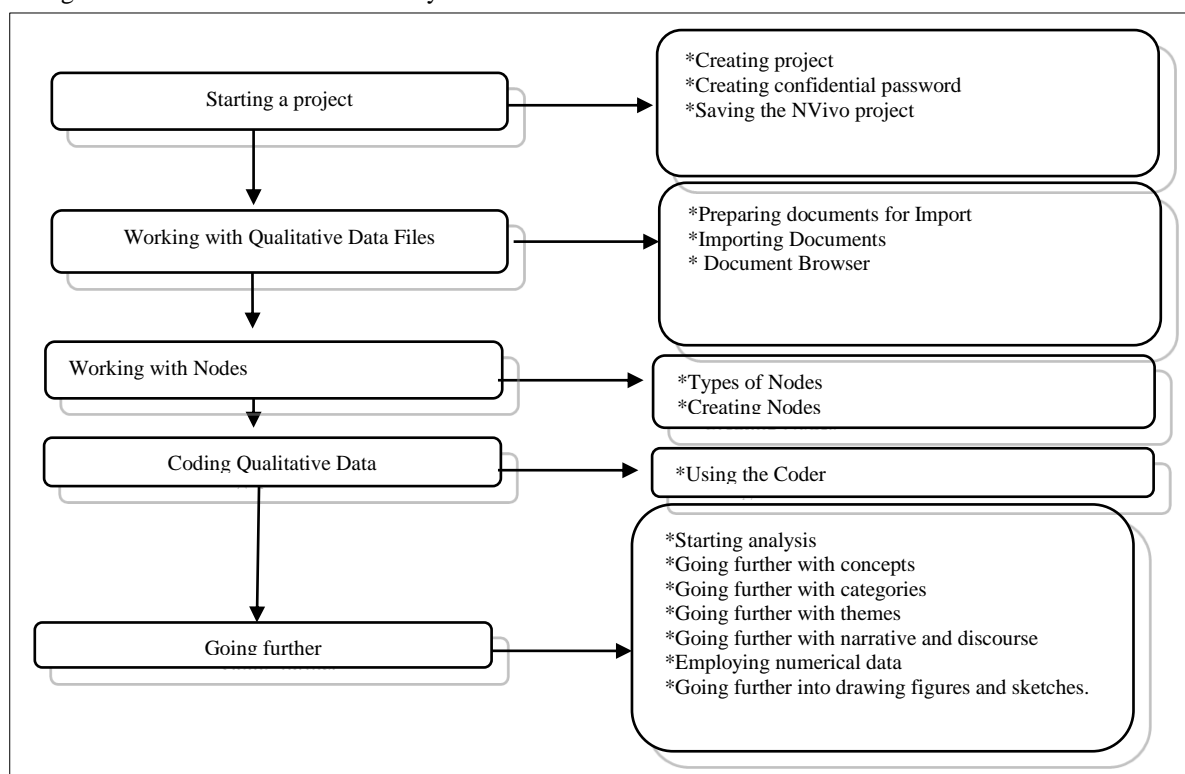 Starting a project
*Creating project
*Creating confidential password
*Saving the NVivo project
Working with Qualitative Data Files
*Preparing documents for Import
*Importing Documents
* Document Browser
Working with Nodes
*Types of Nodes
*Creating Nodes
Coding Qualitative Data
*Using the Coder
Going further
*Starting analysis
*Going further with concepts
*Going further with categories
*Going further with themes
*Going further with narrative and discourse
*Employing numerical data
*Going further into drawing figures and sketches.